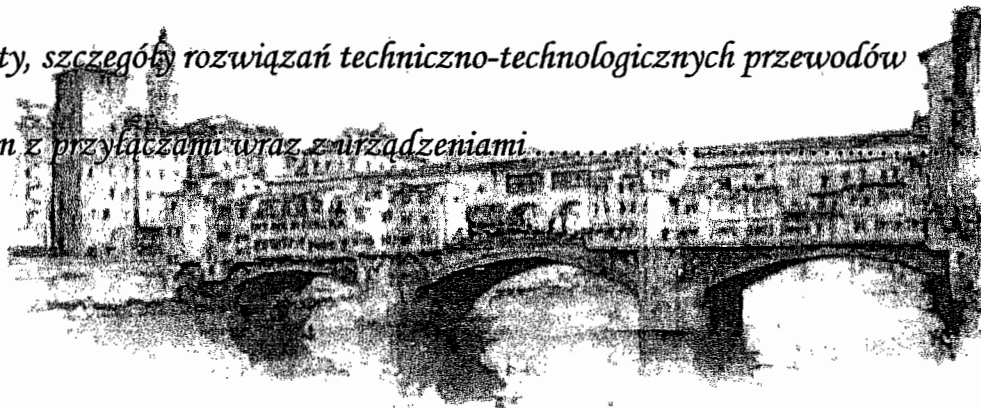 ty, szczegóły rozwiązań techniczno-technologicznych przewodów
n z przyłączami wraz z urządzeniami ..........